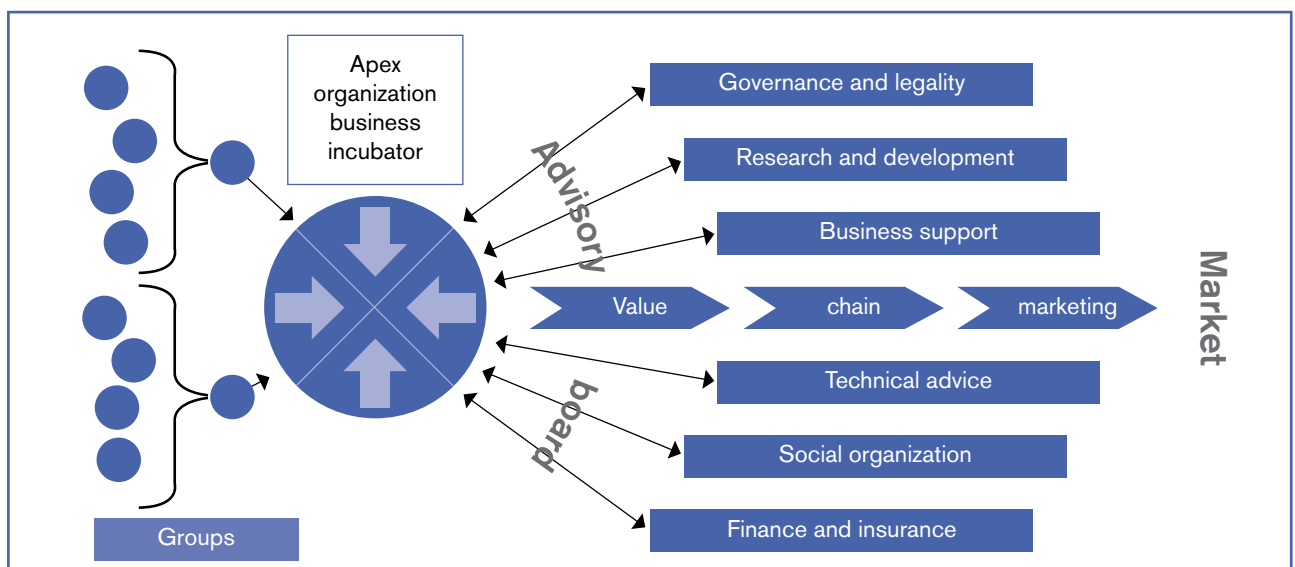 Apex
organization
business
incubator
Governance and legality
Research and development
Business support
Advisory
Value
chain
marketing
Market
Technical advice
board
Social organization
Finance and insurance
Groups